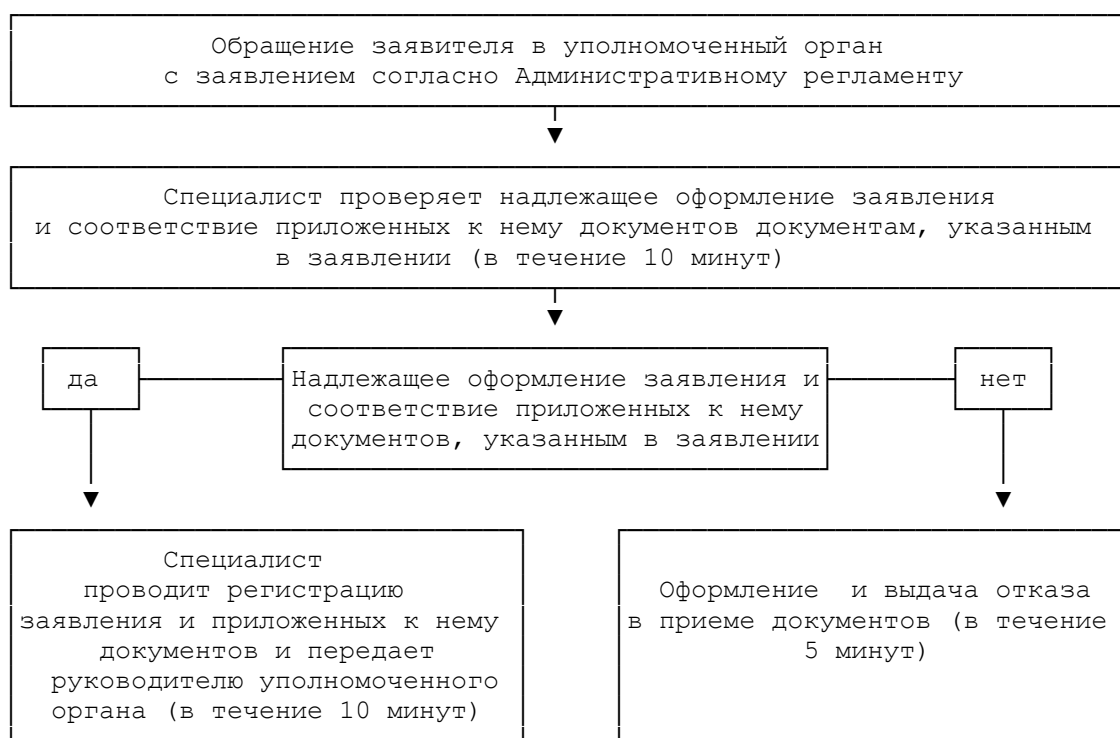 Обращение заявителя в уполномоченный орган
с заявлением согласно Административному регламенту
Специалист проверяет надлежащее оформление заявления
и соответствие приложенных к нему документов документам, указанным
в заявлении (в течение 10 минут)
да
Надлежащее оформление заявления и
соответствие приложенных к нему
документов, указанным в заявлении
нет
Специалист
проводит регистрацию
заявления и приложенных к нему
документов и передает
руководителю уполномоченного
органа (в течение 10 минут)
Оформление и выдача отказа
в приеме документов (в течение
5 минут)